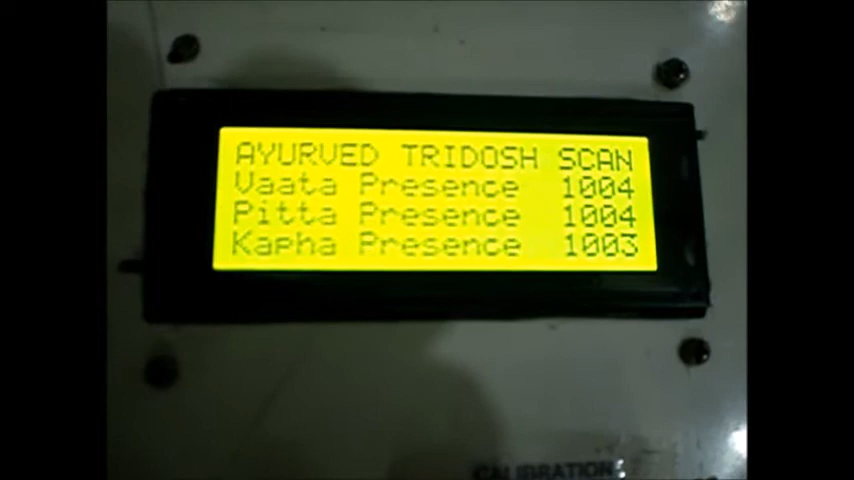 AYURVED TRIDOSH SCAN
Vaata Presence 1004
Pitta Presence 1004
Kapha Presence 1003
CALIBRATION